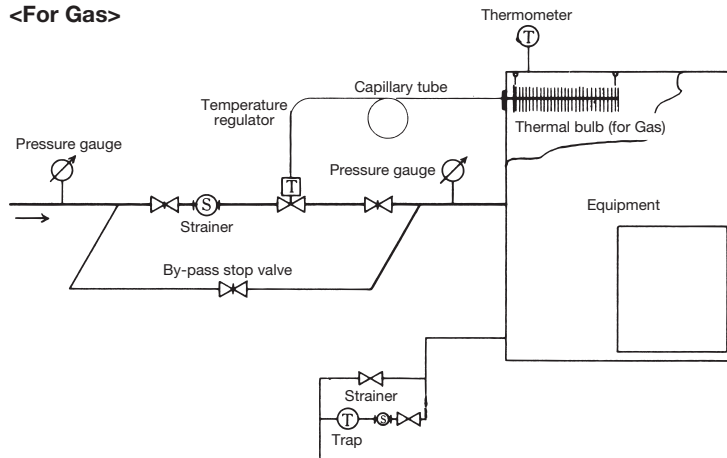 <For Gas>
Thermometer
T
Capillary tube
Temperature
regulator
Thermal bulb (for Gas)
Pressure gauge
Pressure gauge
T
S
Strainer
Equipment
By-pass stop valve
Strainer
T
S
Trap